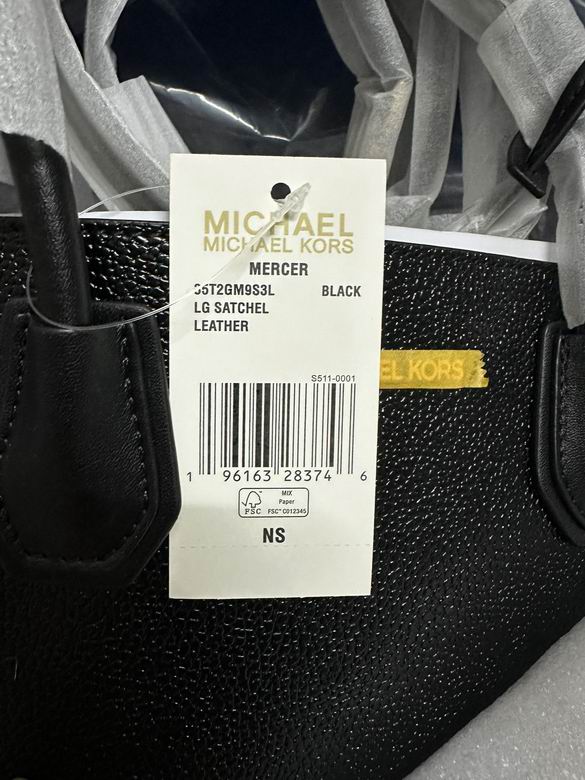 MICHAEL
MICHAEL KORS
MERCER
35T2GM9S3L BLACK
LG SATCHEL
LEATHER
S511-0001
1 96163 28374 6
FSC
MIX
Paper
FSC® C012345
NS
EL KORS